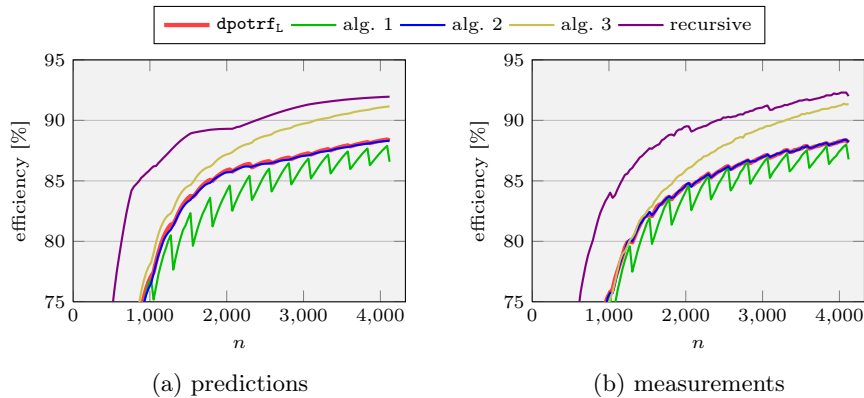 dpotrf_L alg. 1 alg. 2 alg. 3 recursive
95
90
85
80
75
efficiency [%]
0 1,000 2,000 3,000 4,000
n
(a) predictions
95
90
85
80
75
efficiency [%]
0 1,000 2,000 3,000 4,000
n
(b) measurements